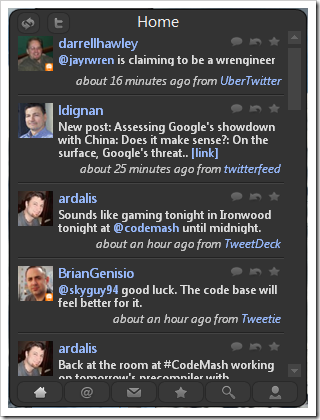 Home
darrellhawley
@jayrwren is claiming to be a wrengineer
about 16 minutes ago from UberTwitter
ldignan
New post: Assessing Google's showdown
with China: Does it make sense?: On the
surface, Google's threat.. [link]
about 25 minutes ago from twitterfeed
ardalis
Sounds like gaming tonight in Ironwood
tonight at @codemash until midnight.
about an hour ago from TweetDeck
BrianGenisio
@skyguy94 good luck. The code base will
feel better for it.
about an hour ago from Tweetie
ardalis
Back at the room at #CodeMash working
on tomorrow's precompiler with